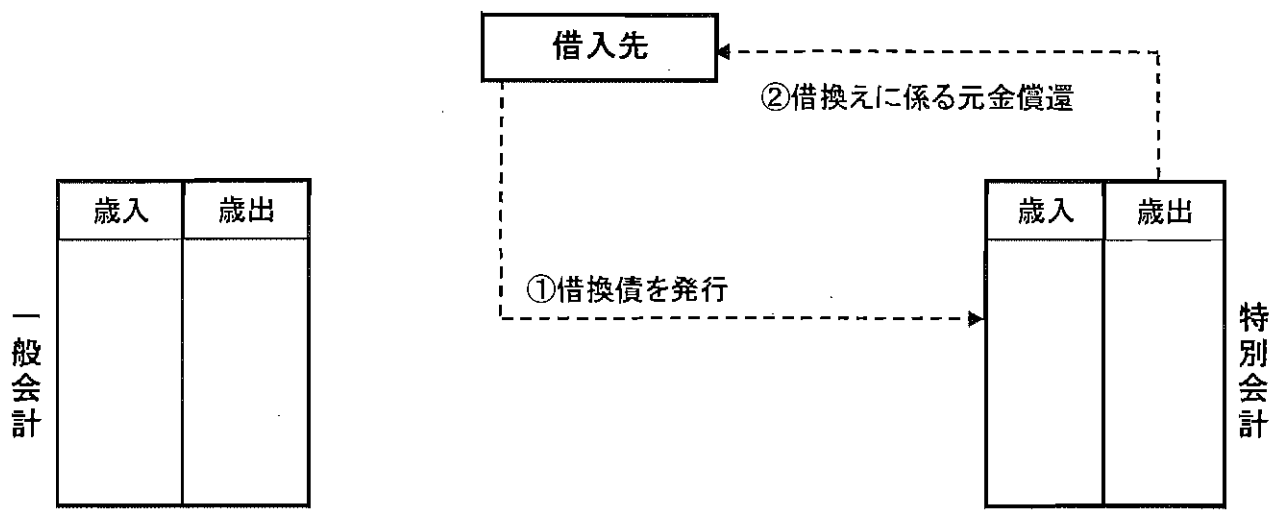 借入先
②借換えに係る元金償還
歳入
歳出
歳入
歳出
①借換債を発行
一般会計
特別会計